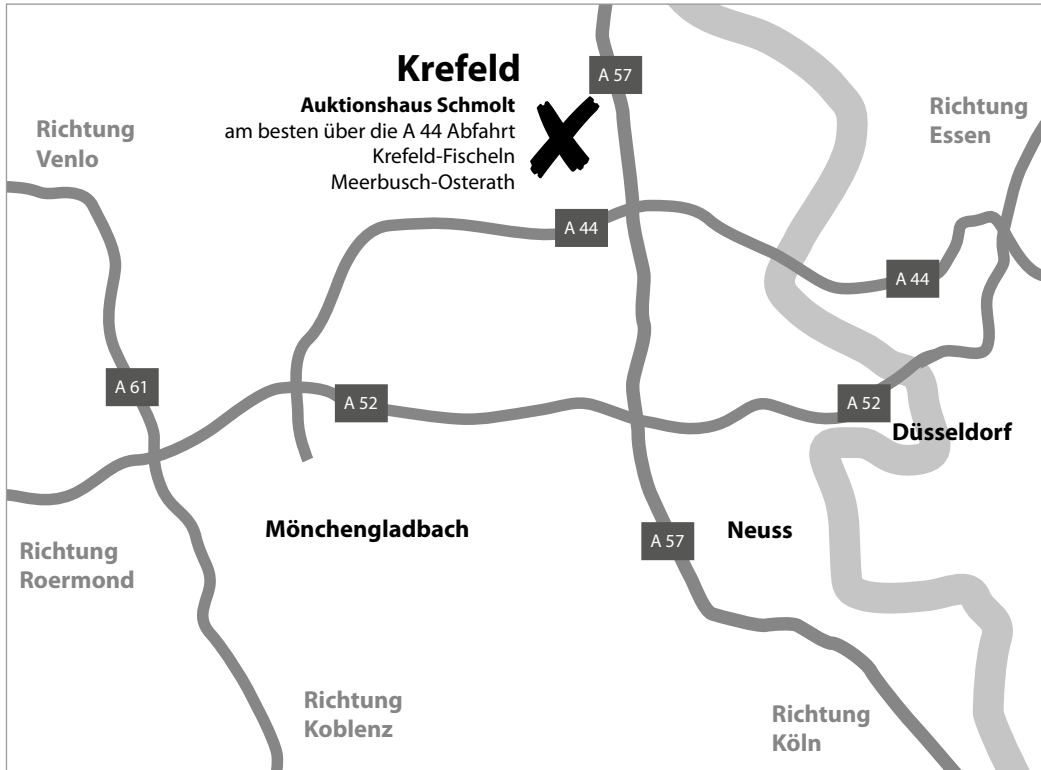 Krefeld
A 57
Auktionshaus Schmolt
am besten über die A 44 Abfahrt
Krefeld-Fischeln
Meerbusch-Osterath
Richtung
Venlo
Richtung
Essen
A 44
A 44
A 61
A 52
A 52
Düsseldorf
Mönchengladbach
A 57
Neuss
Richtung
Roermond
Richtung
Koblenz
Richtung
Köln